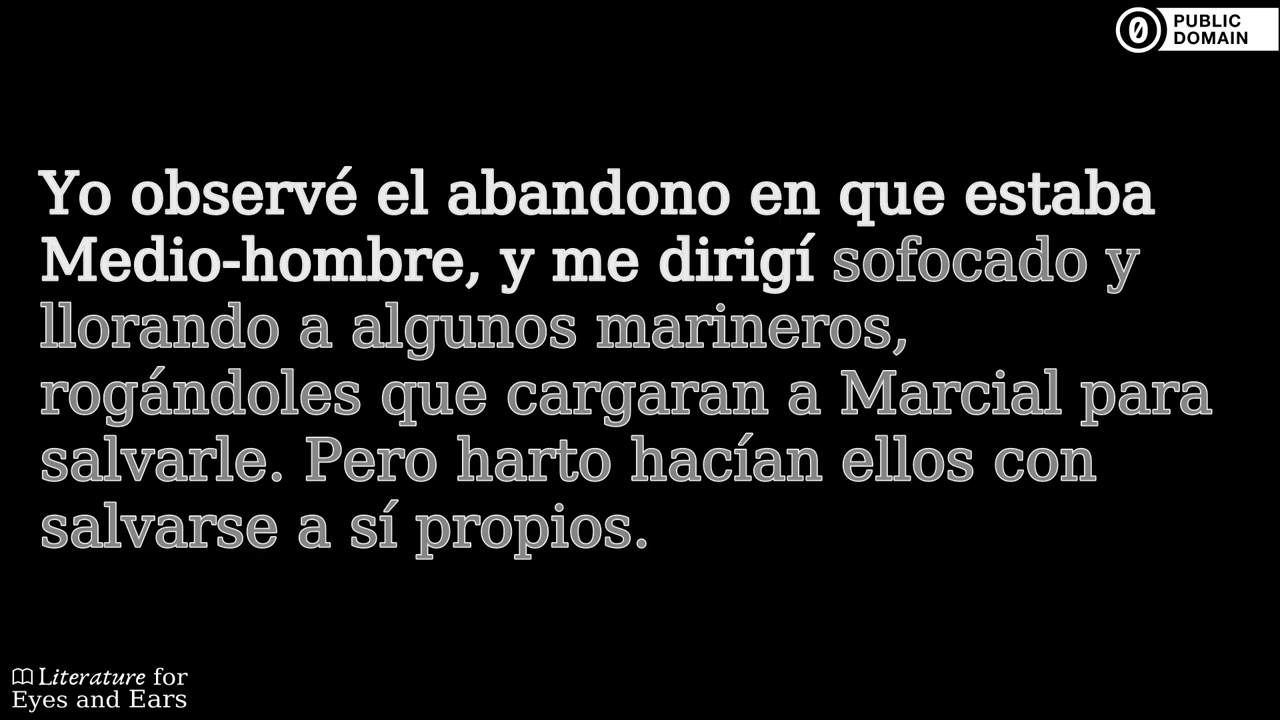 PUBLIC
DOMAIN
Yo observé el abandono en que estaba
Medio-hombre, y me dirigí sofocado y
llorando a algunos marineros,
rogándoles que cargaran a Marcial para
salvarle. Pero harto hacían ellos con
salvarse a sí propios.
Literature for
Eyes and Ears